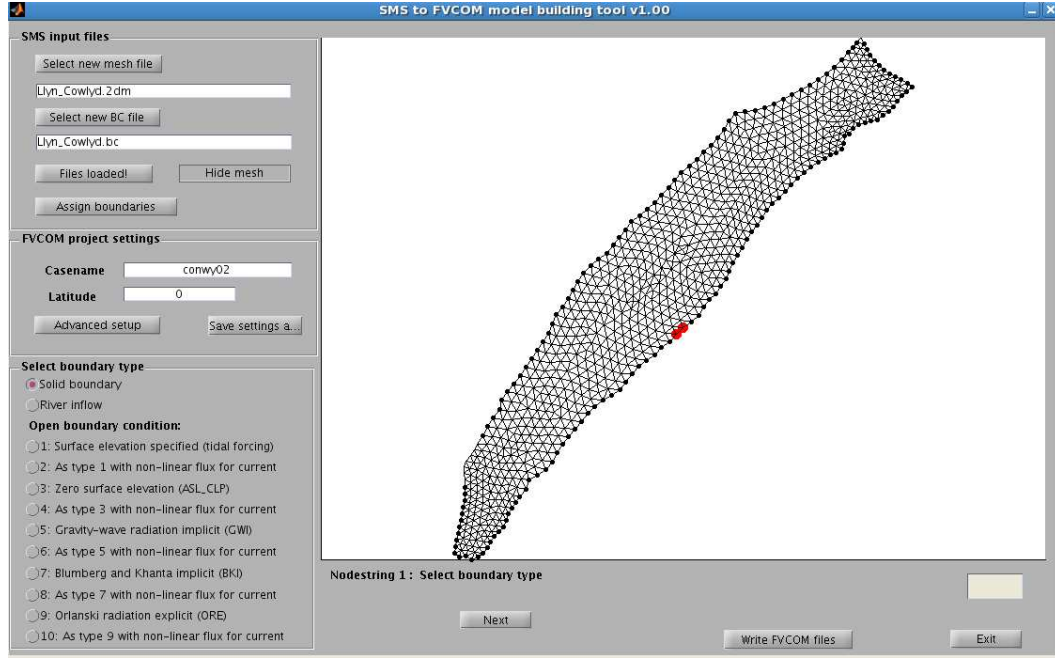 SMS to FVCOM model building tool v1.00
SMS input files
Select new mesh file
Llyn_Cowlyd.2dm
Select new BC file
Llyn_Cowlyd.bc
Files loaded!
Hide mesh
Assign boundaries
FVCOM project settings
Casename
conwy02
Latitude
0
Advanced setup
Save settings a...
Select boundary type
Solid boundary
River inflow
Open boundary condition:
1: Surface elevation specified (tidal forcing)
2: As type 1 with non-linear flux for current
3: Zero surface elevation (ASL_CLP)
4: As type 3 with non-linear flux for current
5: Gravity-wave radiation implicit (GWI)
6: As type 5 with non-linear flux for current
7: Blumberg and Khanta implicit (BKI)
8: As type 7 with non-linear flux for current
9: Orlanski radiation explicit (ORE)
10: As type 9 with non-linear flux for current
Nodestring 1 : Select boundary type
Next
Write FVCOM files
Exit